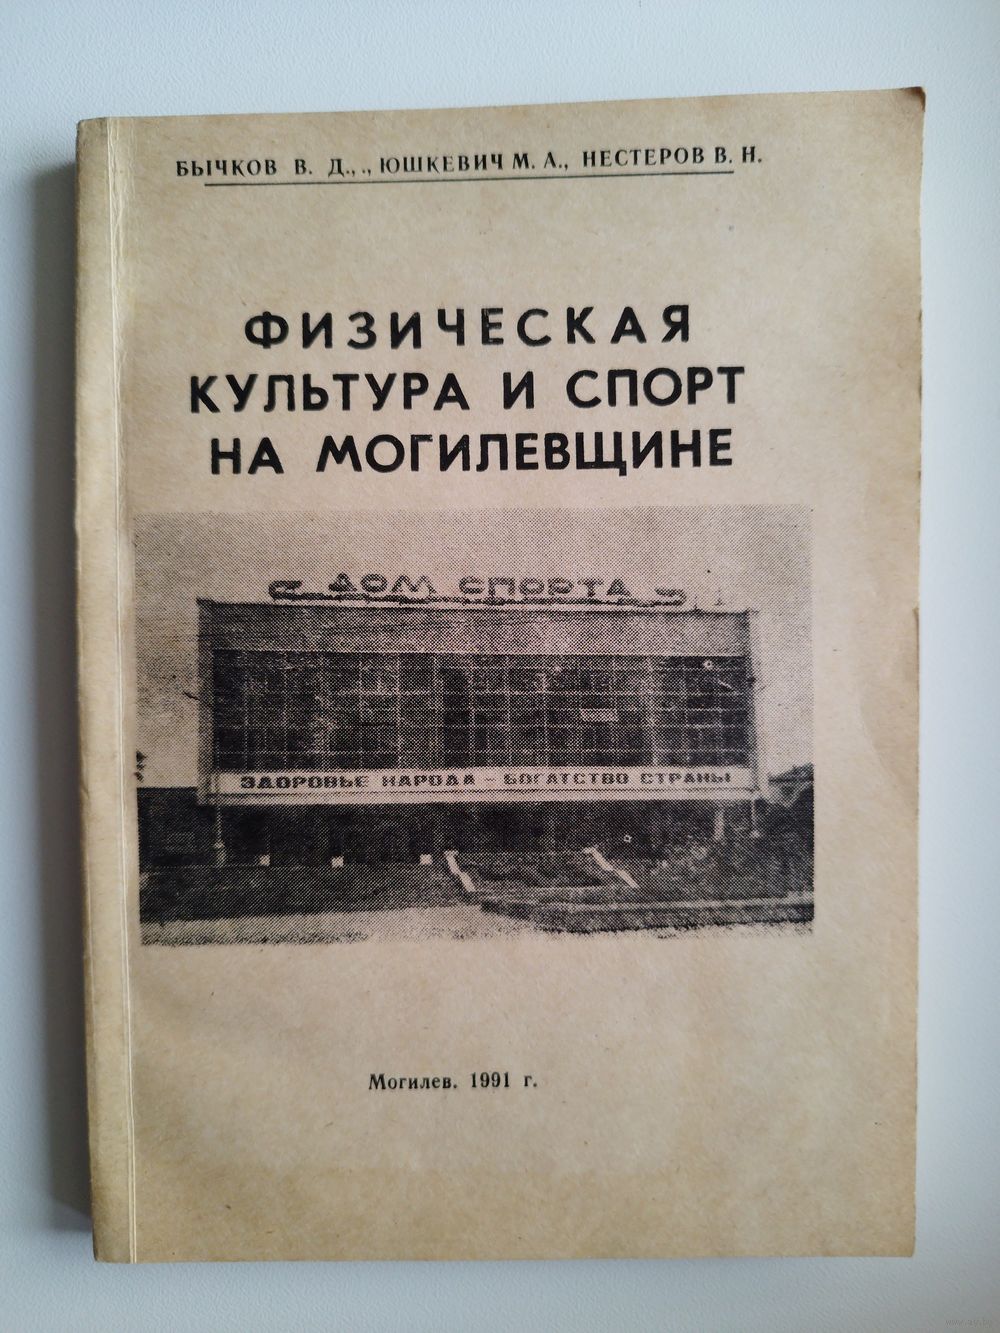 БЫЧКОВ В. Д.,., ЮШКЕВИЧ М. А., НЕСТЕРОВ В. Н.
ФИЗИЧЕСКАЯ
КУЛЬТУРА И СПОРТ
НА МОГИЛЕВЩИНЕ
ДОМ СПОРТА
ЗДОРОВЬЕ НАРОДА - БОГАТСТВО СТРАНЫ
Могилев. 1991 г.